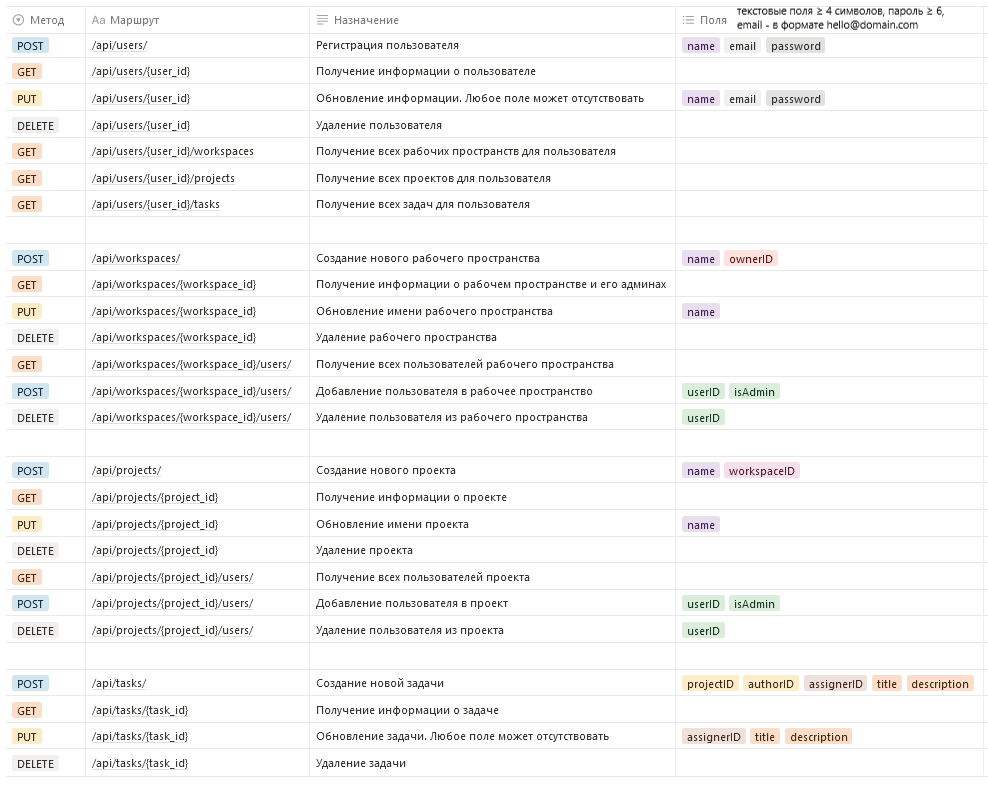 текстовые поля ≥ 4 символов, пароль ≥ 6,
Метод Aa Маршрут Назначение Поля email - в формате hello@domain.com
POST /api/users/ Регистрация пользователя name email password
GET /api/users/{user_id} Получение информации о пользователе
PUT /api/users/{user_id} Обновление информации. Любое поле может отсутствовать name email password
DELETE /api/users/{user_id} Удаление пользователя
GET /api/users/{user_id}/workspaces Получение всех рабочих пространств для пользователя
GET /api/users/{user_id}/projects Получение всех проектов для пользователя
GET /api/users/{user_id}/tasks Получение всех задач для пользователя
POST /api/workspaces/ Создание нового рабочего пространства name ownerID
GET /api/workspaces/{workspace_id} Получение информации о рабочем пространстве и его админах
PUT /api/workspaces/{workspace_id} Обновление имени рабочего пространства name
DELETE /api/workspaces/{workspace_id} Удаление рабочего пространства
GET /api/workspaces/{workspace_id}/users/ Получение всех пользователей рабочего пространства
POST /api/workspaces/{workspace_id}/users/ Добавление пользователя в рабочее пространство userID isAdmin
DELETE /api/workspaces/{workspace_id}/users/ Удаление пользователя из рабочего пространства userID
POST /api/projects/ Создание нового проекта name workspaceID
GET /api/projects/{project_id} Получение информации о проекте
PUT /api/projects/{project_id} Обновление имени проекта name
DELETE /api/projects/{project_id} Удаление проекта
GET /api/projects/{project_id}/users/ Получение всех пользователей проекта
POST /api/projects/{project_id}/users/ Добавление пользователя в проект userID isAdmin
DELETE /api/projects/{project_id}/users/ Удаление пользователя из проекта userID
POST /api/tasks/ Создание новой задачи projectID authorID assignerID title description
GET /api/tasks/{task_id} Получение информации о задаче
PUT /api/tasks/{task_id} Обновление задачи. Любое поле может отсутствовать assignerID title description
DELETE /api/tasks/{task_id} Удаление задачи